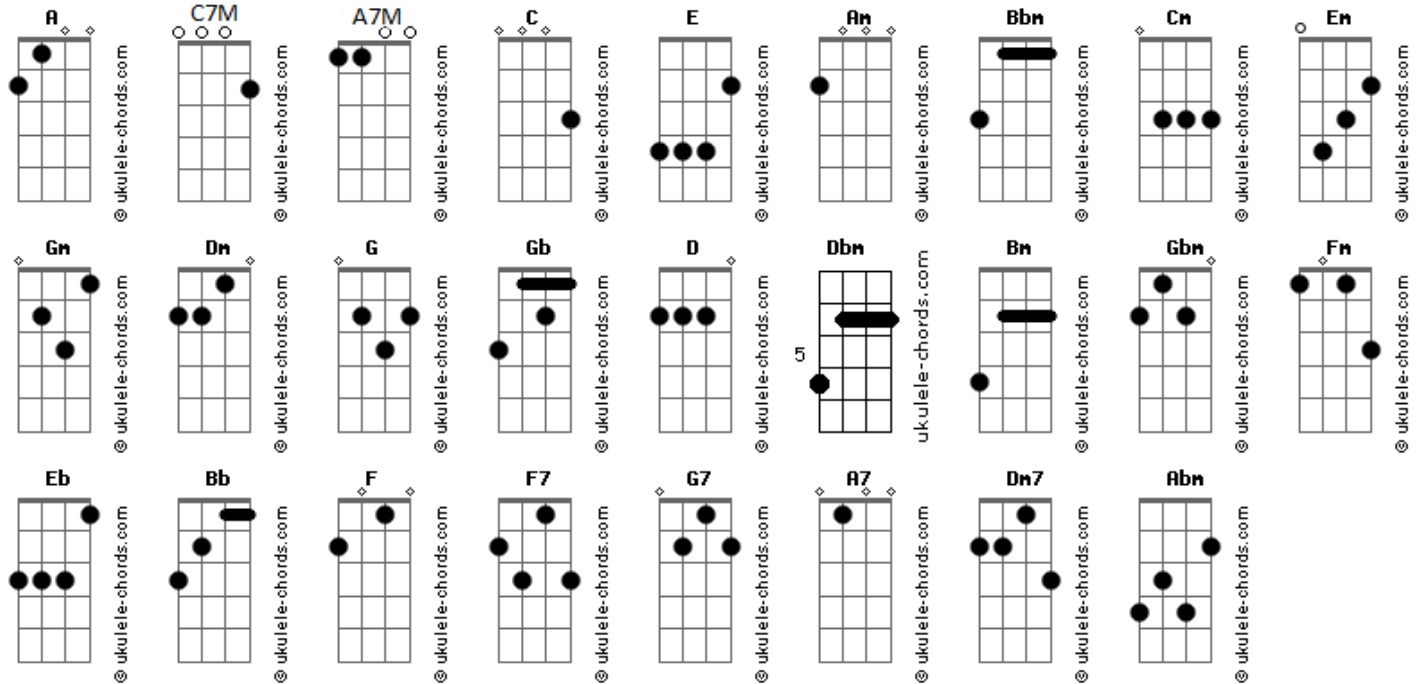 A C7M A7M C E Am Bbm Cm Em
© ukulele-chords.com © ukulele-chords.com © ukulele-chords.com © ukulele-chords.com © ukulele-chords.com © ukulele-chords.com © ukulele-chords.com © ukulele-chords.com © ukulele-chords.com
Gm Dm G Gb D Dbm Bm Gbm Fm
5
© ukulele-chords.com © ukulele-chords.com © ukulele-chords.com © ukulele-chords.com © ukulele-chords.com ukulele-chords.com © ukulele-chords.com © ukulele-chords.com © ukulele-chords.com
Eb Bb F F7 G7 A7 Dm7 Abm
© ukulele-chords.com © ukulele-chords.com © ukulele-chords.com © ukulele-chords.com © ukulele-chords.com © ukulele-chords.com © ukulele-chords.com © ukulele-chords.com